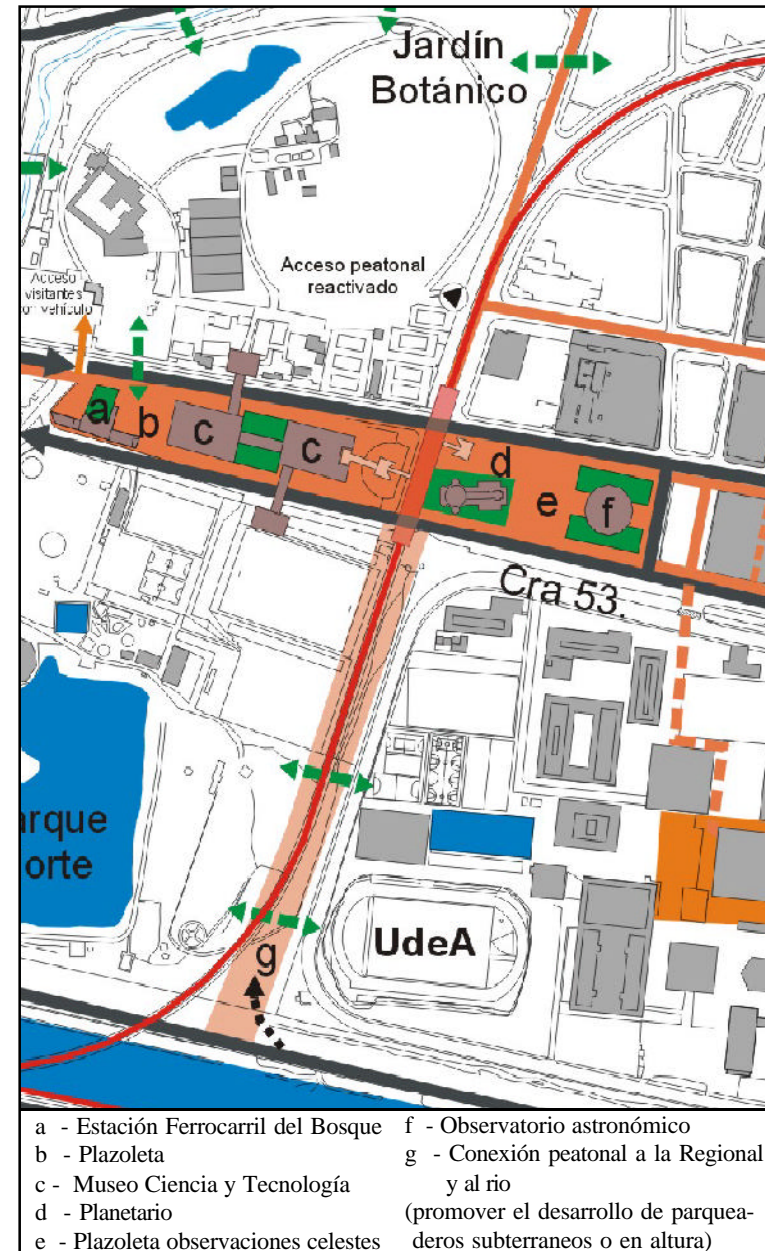 Jardín
Botánico
Acceso peatonal
reactivado
Acceso
visitantes
on vehículo
a
b
c
c
d
e
f
Cra 53.
arque
orte
UdeA
g
a - Estación Ferrocarril del Bosque
b - Plazoleta
c - Museo Ciencia y Tecnología
d - Planetario
e - Plazoleta observaciones celestes
f - Observatorio astronómico
g - Conexión peatonal a la Regional
y al rio
(promover el desarrollo de parquea-
deros subterraneos o en altura)